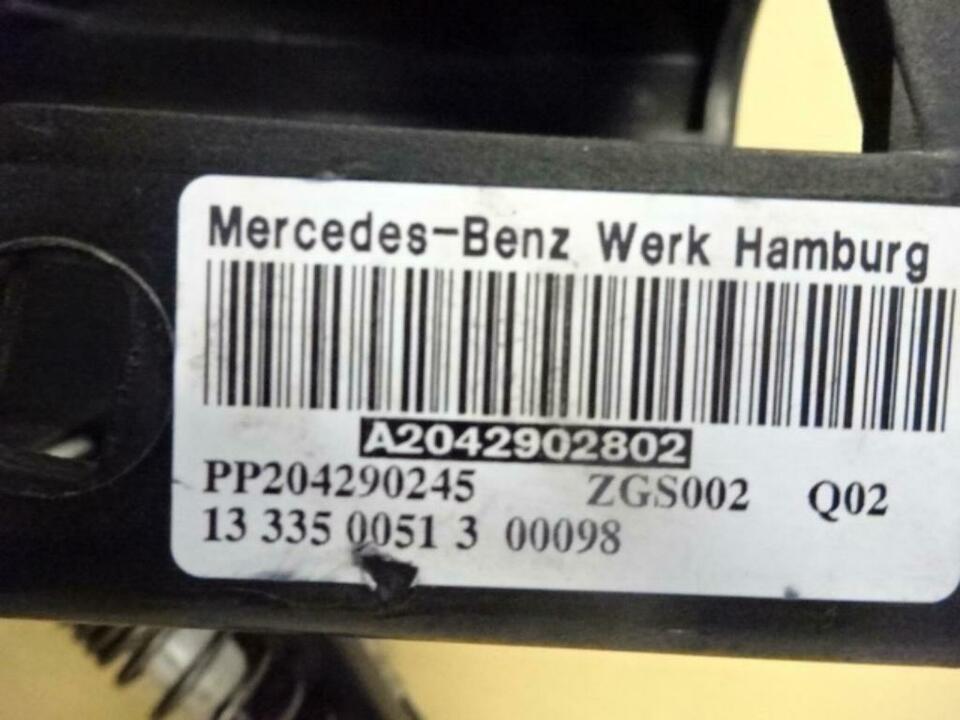 Mercedes-Benz Werk Hamburg
A2042902802
PP204290245 ZGS002 Q02
13 335 0051 3 00098